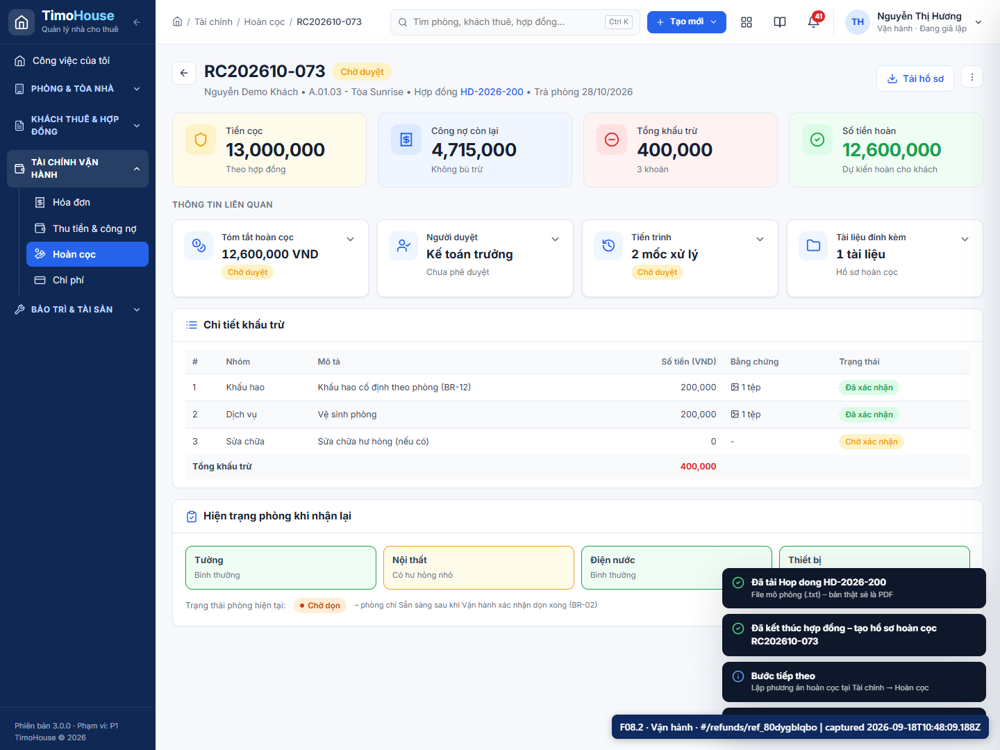 TimoHouse
Quản lý nhà cho thuê
Công việc của tôi
PHÒNG & TÒA NHÀ
KHÁCH THUÊ & HỢP ĐỒNG
TÀI CHÍNH VẬN HÀNH
Hóa đơn
Thu tiền & công nợ
Hoàn cọc
Chi phí
BẢO TRÌ & TÀI SẢN
Phiên bản 3.0.0 · Phạm vi: P1
TimoHouse © 2026
/ Tài chính / Hoàn cọc / RC202610-073
Tìm phòng, khách thuê, hợp đồng...
Ctrl K
Tạo mới
41
TH
Nguyễn Thị Hương
Vận hành · Đang giả lập
RC202610-073
Chờ duyệt
Nguyễn Demo Khách • A.01.03 - Tòa Sunrise • Hợp đồng HD-2026-200 • Trả phòng 28/10/2026
Tải hồ sơ
Tiền cọc
13,000,000
Theo hợp đồng
Công nợ còn lại
4,715,000
Không bù trừ
Tổng khấu trừ
400,000
3 khoản
Số tiền hoàn
12,600,000
Dự kiến hoàn cho khách
THÔNG TIN LIÊN QUAN
Tóm tắt hoàn cọc
12,600,000 VND
Chờ duyệt
Người duyệt
Kế toán trưởng
Chưa phê duyệt
Tiến trình
2 mốc xử lý
Chờ duyệt
Tài liệu đính kèm
1 tài liệu
Hồ sơ hoàn cọc
Chi tiết khấu trừ
# Nhóm Mô tả Số tiền (VND) Bằng chứng Trạng thái
1 Khấu hao Khấu hao cố định theo phòng (BR-12) 200,000 1 tệp Đã xác nhận
2 Dịch vụ Vệ sinh phòng 200,000 1 tệp Đã xác nhận
3 Sửa chữa Sửa chữa hư hỏng (nếu có) 0 - Chờ xác nhận
Tổng khấu trừ 400,000
Hiện trạng phòng khi nhận lại
Tường
Bình thường
Nội thất
Có hư hỏng nhỏ
Điện nước
Bình thường
Thiết bị
Trạng thái phòng hiện tại: Chờ dọn – phòng chỉ Sẵn sàng sau khi Vận hành xác nhận dọn xong (BR-02)
Đã tải Hop dong HD-2026-200
File mô phỏng (.txt) – bản thật sẽ là PDF
Đã kết thúc hợp đồng – tạo hồ sơ hoàn cọc
RC202610-073
Bước tiếp theo
Lập phương án hoàn cọc tại Tài chính → Hoàn cọc
F08.2 · Vận hành · #/refunds/ref_80dygblqbo | captured 2026-09-18T10:48:09.188Z